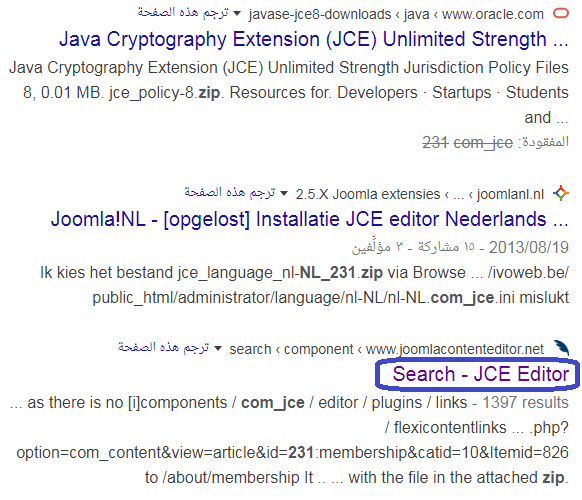 ترجم هذه الصفحة ▼ javase-jce8-downloads › java › www.oracle.com
Java Cryptography Extension (JCE) Unlimited Strength ...
Java Cryptography Extension (JCE) Unlimited Strength Jurisdiction Policy Files
8, 0.01 MB. jce_policy-8.zip. Resources for. Developers · Startups · Students
and ...
المفقودة: com_jce 231
ترجم هذه الصفحة ▼ 2.5.X Joomla extensies › ... › joomlanl.nl
Joomla!NL - [opgelost] Installatie JCE editor Nederlands ...
19‏/08‏/2013 - ١٥ مشاركة - ٣ مؤلِّفين
Ik kies het bestand jce_language_nl-NL_231.zip via Browse ... /ivoweb.be/
public_html/administrator/language/nl-NL/nl-NL.com_jce.ini mislukt
ترجم هذه الصفحة ▼ search › component › www.joomlacontenteditor.net
Search - JCE Editor
... as there is no [i]components / com_jce / editor / plugins / links - 1397 results
/ flexicontentlinks ... .php?
option=com_content&view=article&id=231:membership&catid=10&Itemid=826
to /about/membership It .. ... with the file in the attached zip.